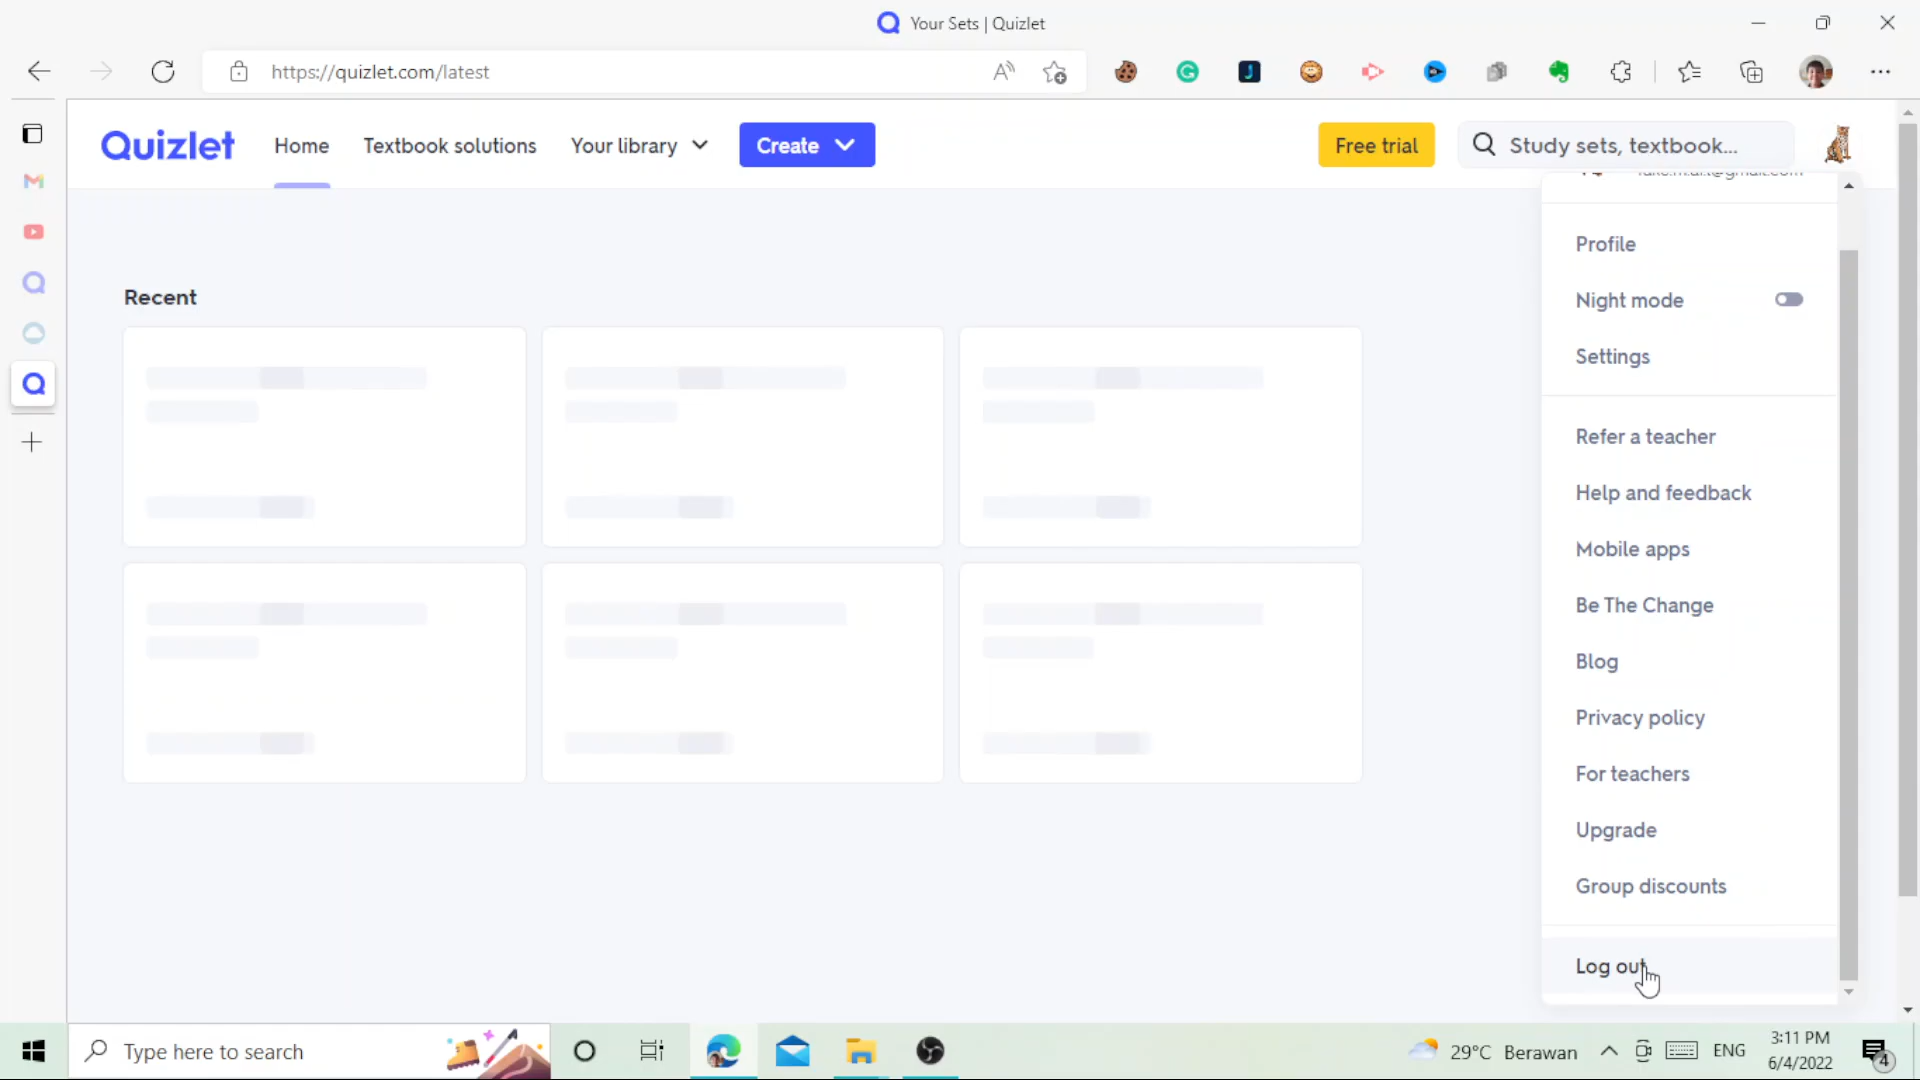 Your Sets | Quizlet
https://quizlet.com/latest
Quizlet
Home
Textbook solutions
Your library
Create
Free trial
Study sets, textbook...
Profile
Night mode
Settings
Refer a teacher
Help and feedback
Mobile apps
Be The Change
Blog
Privacy policy
For teachers
Upgrade
Group discounts
Log out
Recent
Type here to search
29°C Berawan
ENG
3:11 PM
6/4/2022
4